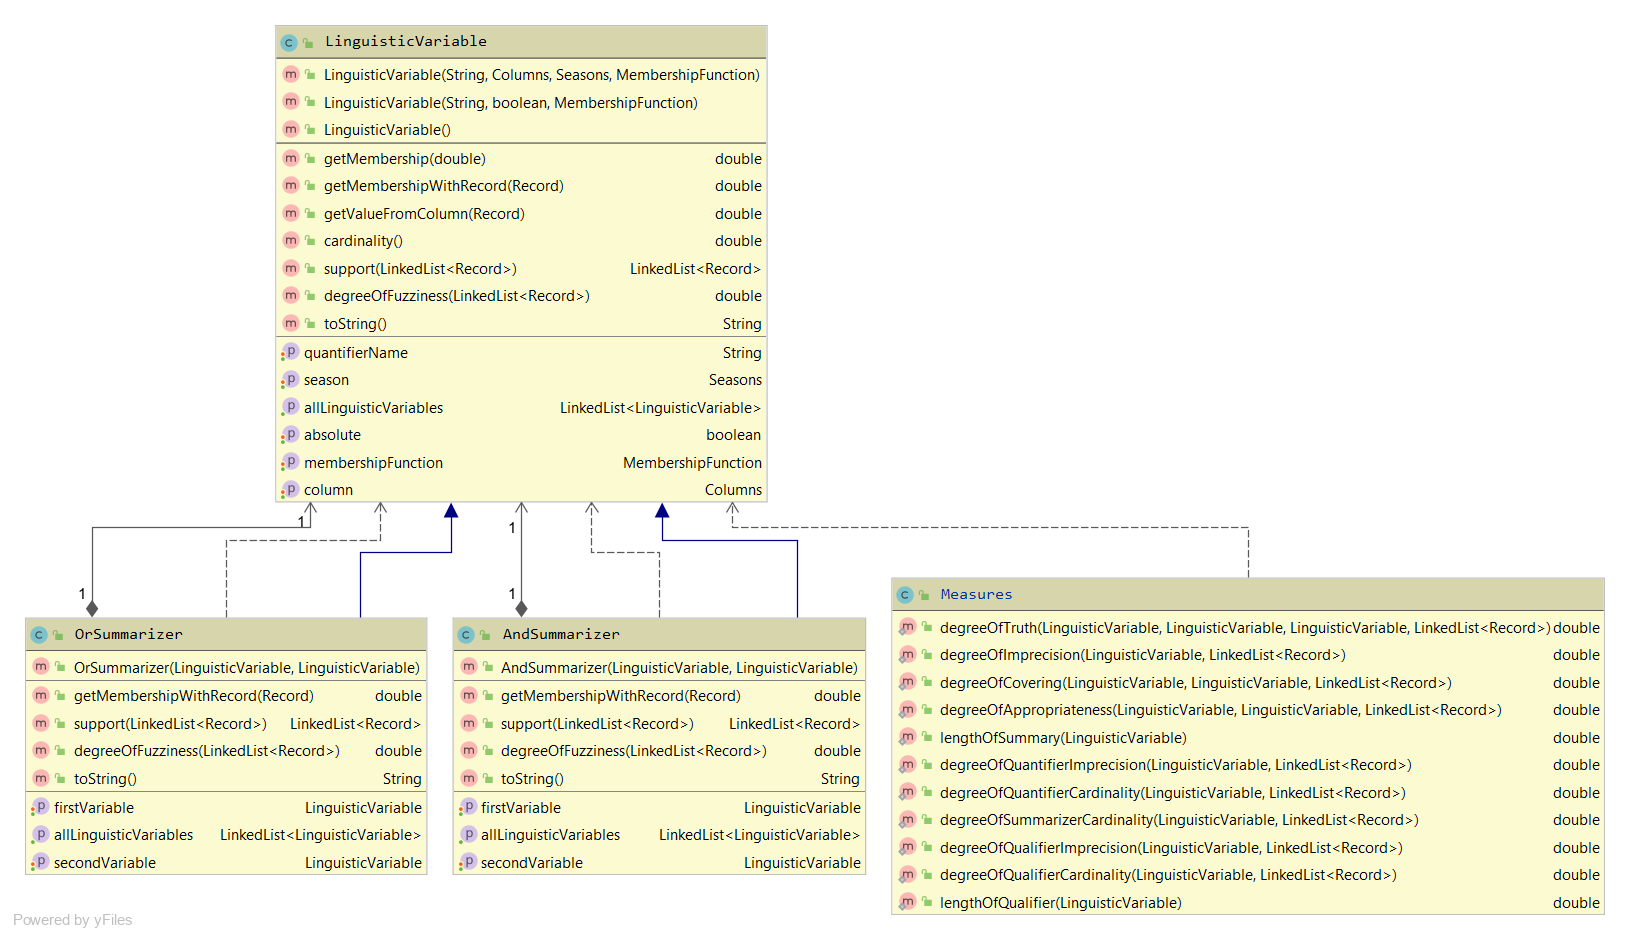 LinguisticVariable
LinguisticVariable(String, Columns, Seasons, MembershipFunction)
LinguisticVariable(String, boolean, MembershipFunction)
LinguisticVariable()
getMembership(double) double
getMembershipWithRecord(Record) double
getValueFromColumn(Record) double
cardinality() double
support(LinkedList<Record>) LinkedList<Record>
degreeOfFuzziness(LinkedList<Record>) double
toString() String
quantifierName String
season Seasons
allLinguisticVariables LinkedList<LinguisticVariable>
absolute boolean
membershipFunction MembershipFunction
column Columns
1
1
1
1
OrSummarizer
OrSummarizer(LinguisticVariable, LinguisticVariable)
getMembershipWithRecord(Record) double
support(LinkedList<Record>) LinkedList<Record>
degreeOfFuzziness(LinkedList<Record>) double
toString() String
firstVariable LinguisticVariable
allLinguisticVariables LinkedList<LinguisticVariable>
secondVariable LinguisticVariable
AndSummarizer
AndSummarizer(LinguisticVariable, LinguisticVariable)
getMembershipWithRecord(Record) double
support(LinkedList<Record>) LinkedList<Record>
degreeOfFuzziness(LinkedList<Record>) double
toString() String
firstVariable LinguisticVariable
allLinguisticVariables LinkedList<LinguisticVariable>
secondVariable LinguisticVariable
Measures
degreeOfTruth(LinguisticVariable, LinguisticVariable, LinguisticVariable, LinkedList<Record>) double
degreeOfImprecision(LinguisticVariable, LinkedList<Record>) double
degreeOfCovering(LinguisticVariable, LinguisticVariable, LinkedList<Record>) double
degreeOfAppropriateness(LinguisticVariable, LinguisticVariable, LinkedList<Record>) double
lengthOfSummary(LinguisticVariable) double
degreeOfQuantifierImprecision(LinguisticVariable, LinkedList<Record>) double
degreeOfQuantifierCardinality(LinguisticVariable, LinkedList<Record>) double
degreeOfSummarizerCardinality(LinguisticVariable, LinkedList<Record>) double
degreeOfQualifierImprecision(LinguisticVariable, LinkedList<Record>) double
degreeOfQualifierCardinality(LinguisticVariable, LinkedList<Record>) double
lengthOfQualifier(LinguisticVariable) double
Powered by yFiles